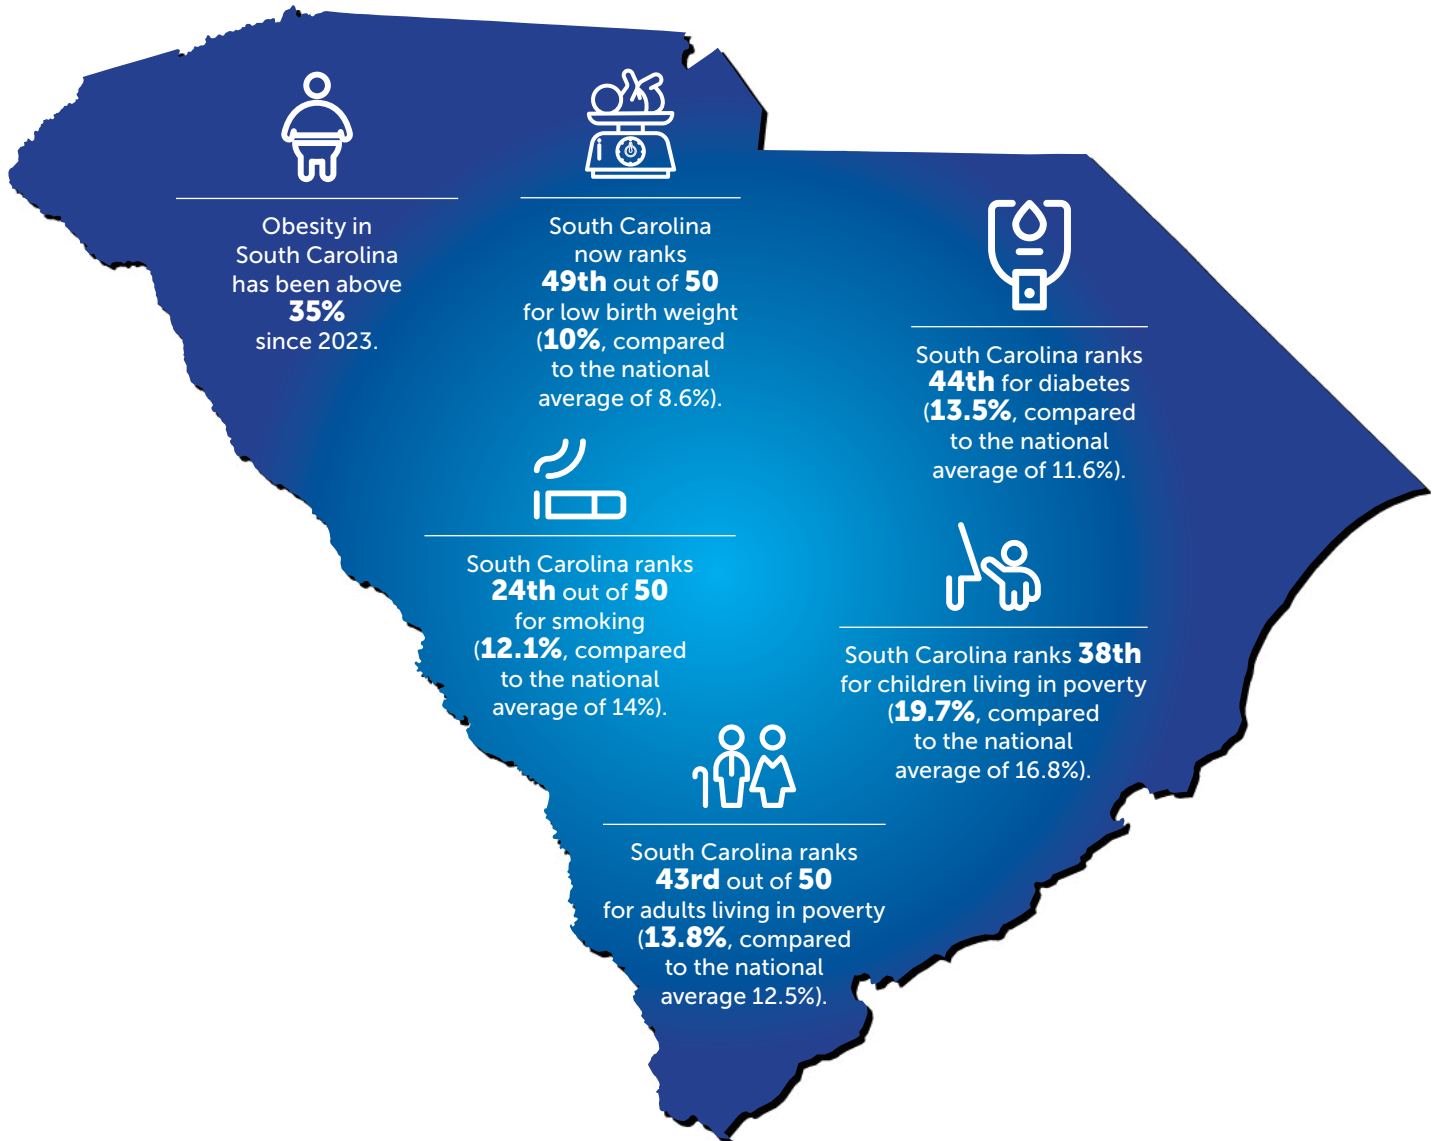 Obesity in
South Carolina
has been above
35%
since 2023.
South Carolina
now ranks
49th out of 50
for low birth weight
(10%, compared
to the national
average of 8.6%).
South Carolina ranks
44th for diabetes
(13.5%, compared
to the national
average of 11.6%).
South Carolina ranks
24th out of 50
for smoking
(12.1%, compared
to the national
average of 14%).
South Carolina ranks 38th
for children living in poverty
(19.7%, compared
to the national
average of 16.8%).
South Carolina ranks
43rd out of 50
for adults living in poverty
(13.8%, compared
to the national
average 12.5%).